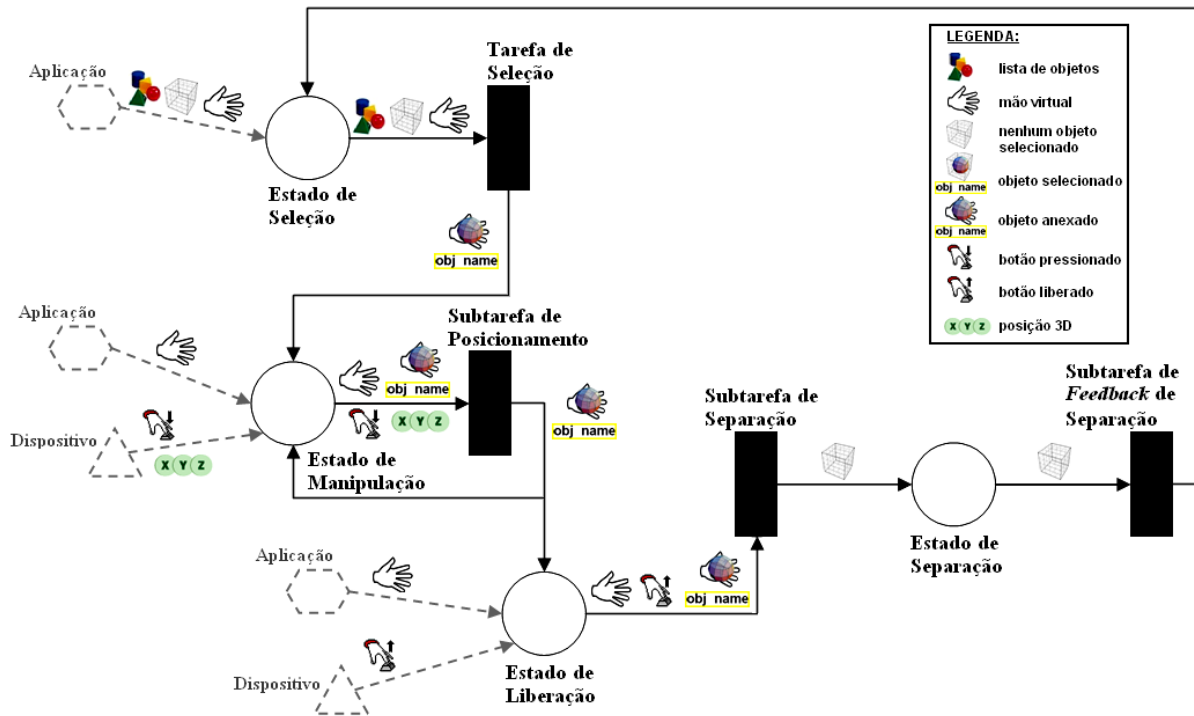 Aplicação
Tarefa de
Seleção
Estado de
Seleção
obj name
LEGENDA:
lista de objetos
mão virtual
nenhum objeto
selecionado
obj name
objeto selecionado
obj name
objeto anexado
botão pressionado
botão liberado
X Y Z
posição 3D
Aplicação
Dispositivo
X Y Z
Estado de
Manipulação
obj name
X Y Z
Subtarefa de
Posicionamento
obj name
Subtarefa de
Separação
Estado de
Separação
Subtarefa de
Feedback de
Separação
Aplicação
Dispositivo
Estado de
Liberação
obj name